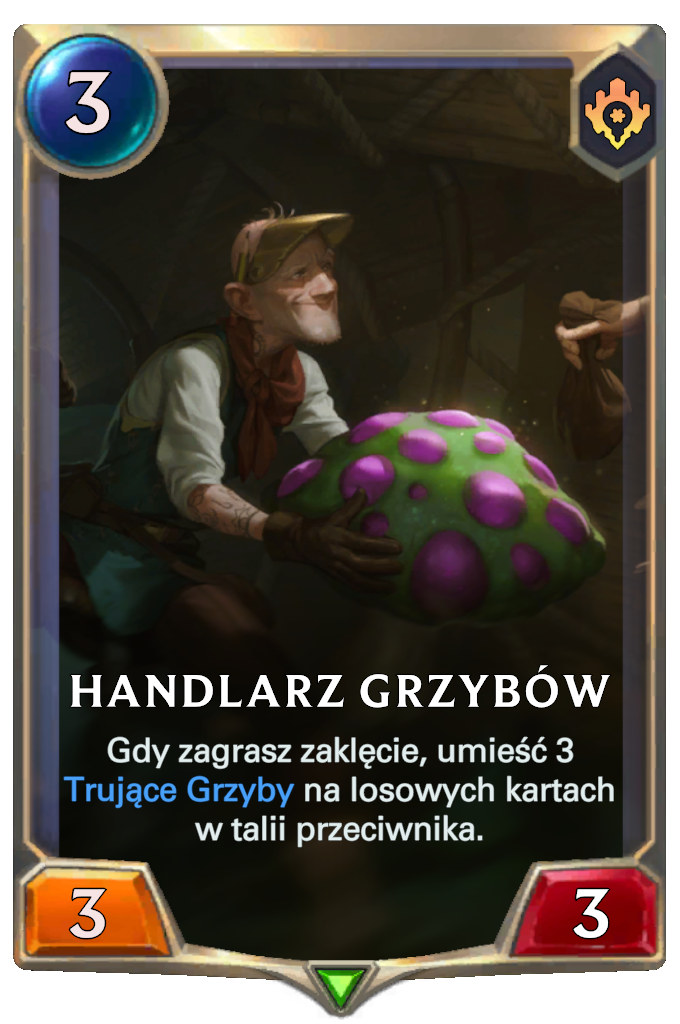 3
HANDLARZ GRZYBÓW
Gdy zagrasz zaklęcie, umieść 3
Trujące Grzyby na losowych kartach
w talii przeciwnika.
3
3